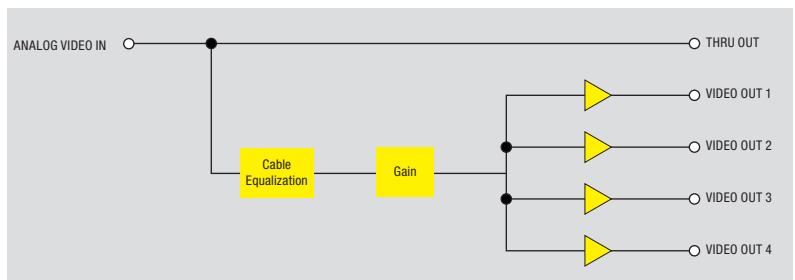 ANALOG VIDEO IN
THRU OUT
VIDEO OUT 1
VIDEO OUT 2
Cable
Equalization
Gain
VIDEO OUT 3
VIDEO OUT 4